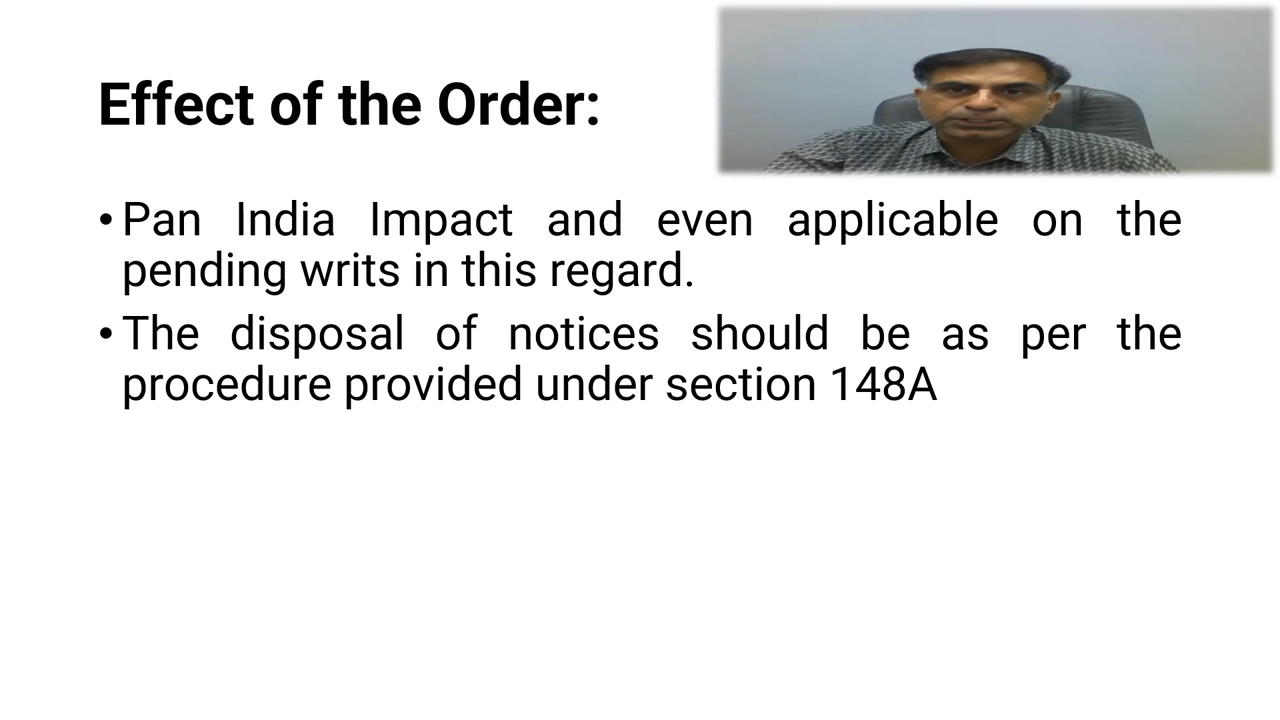 Effect of the Order:
• Pan India Impact and even applicable on the
pending writs in this regard.
• The disposal of notices should be as per the
procedure provided under section 148A